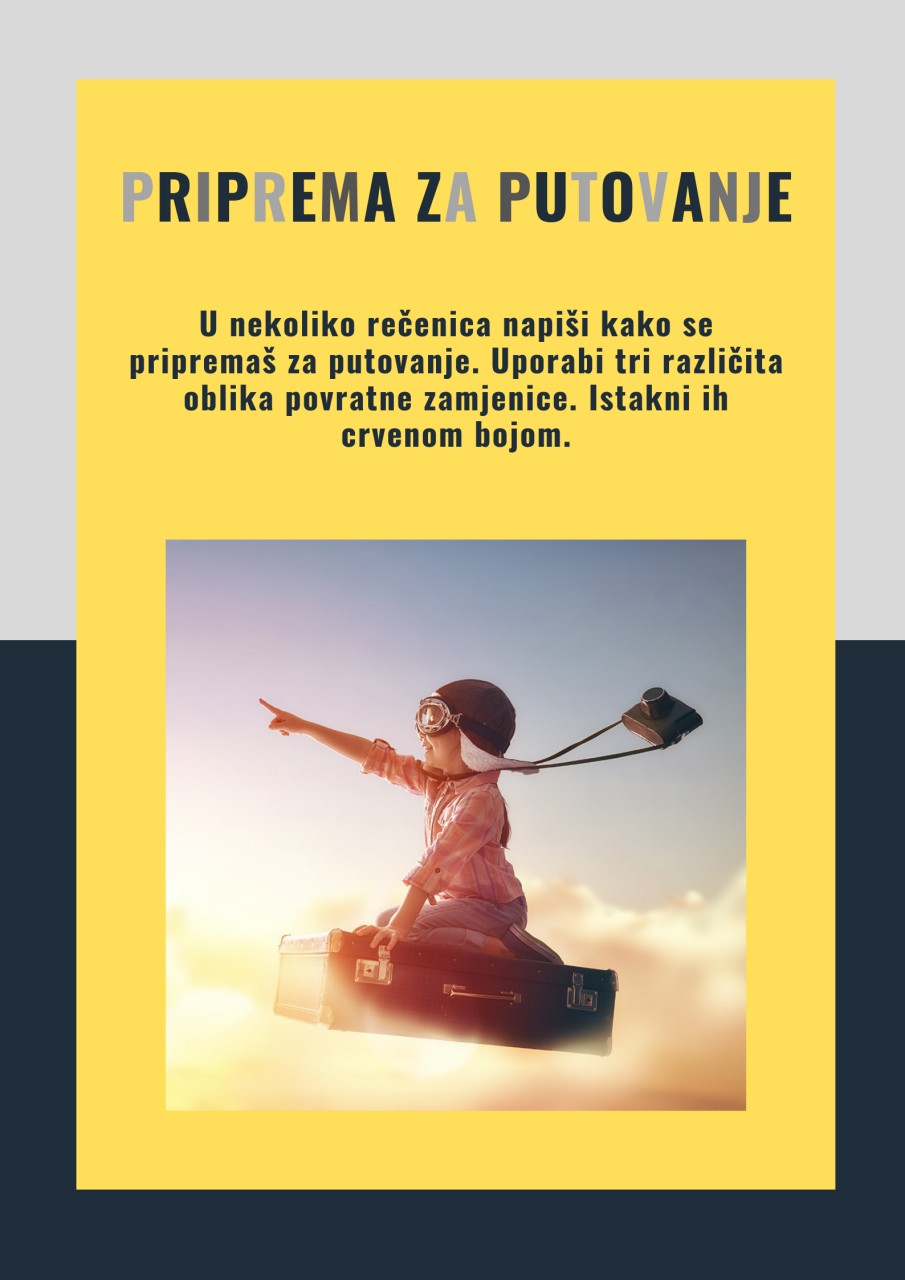 PRIPREMA ZA PUTOVANJE
U nekoliko rečenica napiši kako se
pripremaš za putovanje. Uporabi tri različita
oblika povratne zamjenice. Istakni ih
crvenom bojom.